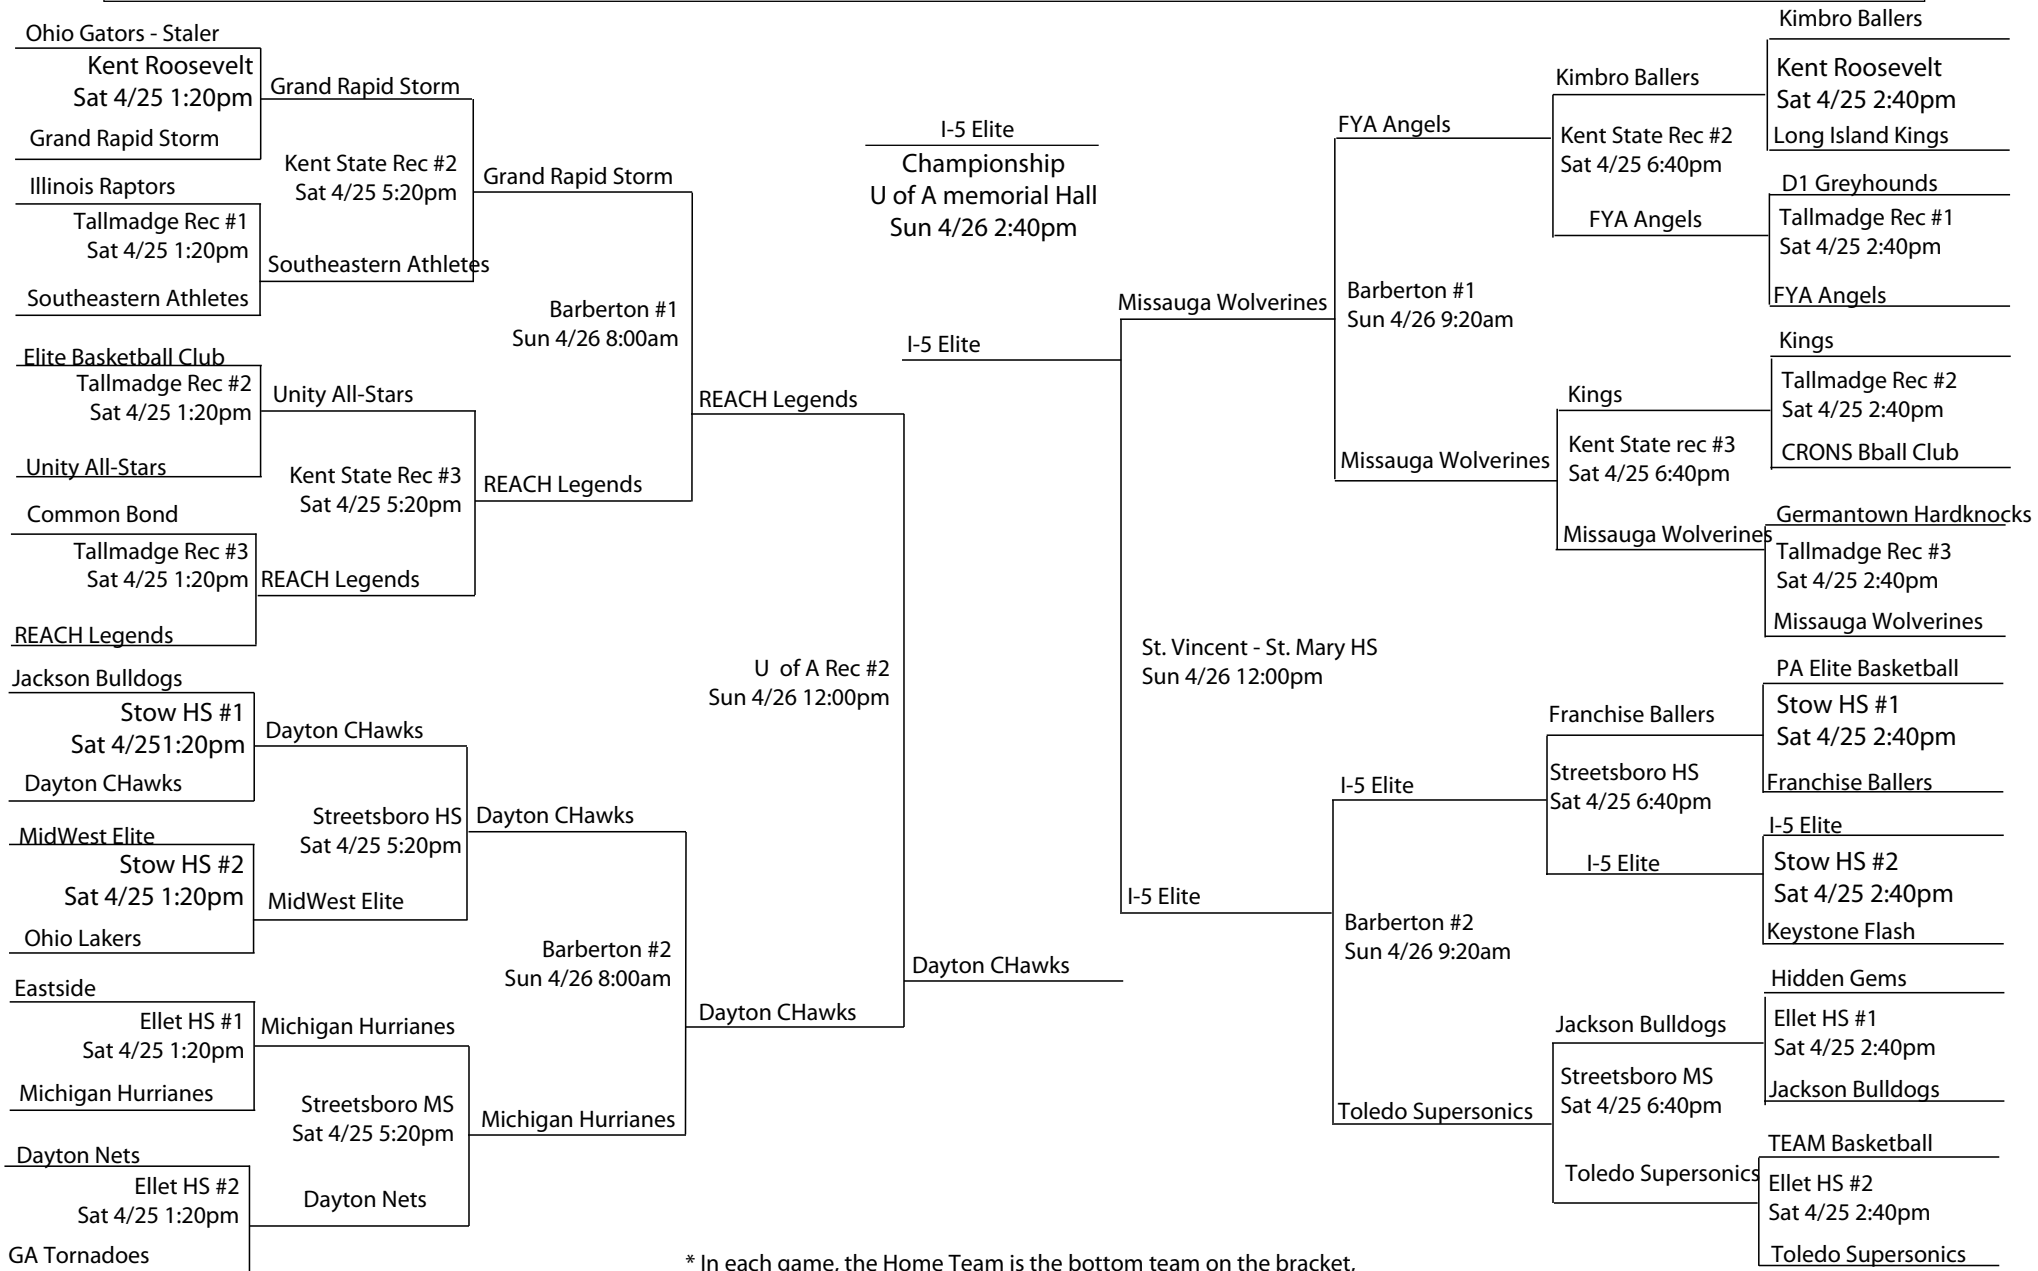 Ohio Gators - Staler
Kent Roosevelt
Sat 4/25 1:20pm
Grand Rapid Storm
Illinois Raptors
Tallmadge Rec #1
Sat 4/25 1:20pm
Southeastern Athletes
Elite Basketball Club
Tallmadge Rec #2
Sat 4/25 1:20pm
Unity All-Stars
Common Bond
Tallmadge Rec #3
Sat 4/25 1:20pm
REACH Legends
Jackson Bulldogs
Stow HS #1
Sat 4/251:20pm
Dayton CHawks
MidWest Elite
Stow HS #2
Sat 4/25 1:20pm
Ohio Lakers
Eastside
Ellet HS #1
Sat 4/25 1:20pm
Michigan Hurrianes
Dayton Nets
Ellet HS #2
Sat 4/25 1:20pm
GA Tornadoes
Grand Rapid Storm
Kent State Rec #2
Sat 4/25 5:20pm
Southeastern Athletes
Unity All-Stars
Kent State Rec #3
Sat 4/25 5:20pm
REACH Legends
Dayton CHawks
Streetsboro HS
Sat 4/25 5:20pm
MidWest Elite
Michigan Hurrianes
Streetsboro MS
Sat 4/25 5:20pm
Dayton Nets
Grand Rapid Storm
Barberton #1
Sun 4/26 8:00am
REACH Legends
Dayton CHawks
Barberton #2
Sun 4/26 8:00am
Michigan Hurrianes
REACH Legends
U of A Rec #2
Sun 4/26 12:00pm
Dayton CHawks
I-5 Elite
Championship
U of A memorial Hall
Sun 4/26 2:40pm
I-5 Elite
Dayton CHawks
Missauga Wolverines
St. Vincent - St. Mary HS
Sun 4/26 12:00pm
I-5 Elite
FYA Angels
Barberton #1
Sun 4/26 9:20am
Missauga Wolverines
I-5 Elite
Barberton #2
Sun 4/26 9:20am
Toledo Supersonics
Kimbro Ballers
Kent State Rec #2
Sat 4/25 6:40pm
FYA Angels
Kings
Kent State rec #3
Sat 4/25 6:40pm
Missauga Wolverines
Franchise Ballers
Streetsboro HS
Sat 4/25 6:40pm
I-5 Elite
Jackson Bulldogs
Streetsboro MS
Sat 4/25 6:40pm
Toledo Supersonics
Kimbro Ballers
Kent Roosevelt
Sat 4/25 2:40pm
Long Island Kings
D1 Greyhounds
Tallmadge Rec #1
Sat 4/25 2:40pm
FYA Angels
Kings
Tallmadge Rec #2
Sat 4/25 2:40pm
CRONS Bball Club
Germantown Hardknocks
Tallmadge Rec #3
Sat 4/25 2:40pm
Missauga Wolverines
PA Elite Basketball
Stow HS #1
Sat 4/25 2:40pm
Franchise Ballers
I-5 Elite
Stow HS #2
Sat 4/25 2:40pm
Keystone Flash
Hidden Gems
Ellet HS #1
Sat 4/25 2:40pm
Jackson Bulldogs
TEAM Basketball
Ellet HS #2
Sat 4/25 2:40pm
Toledo Supersonics
* In each game, the Home Team is the bottom team on the bracket,